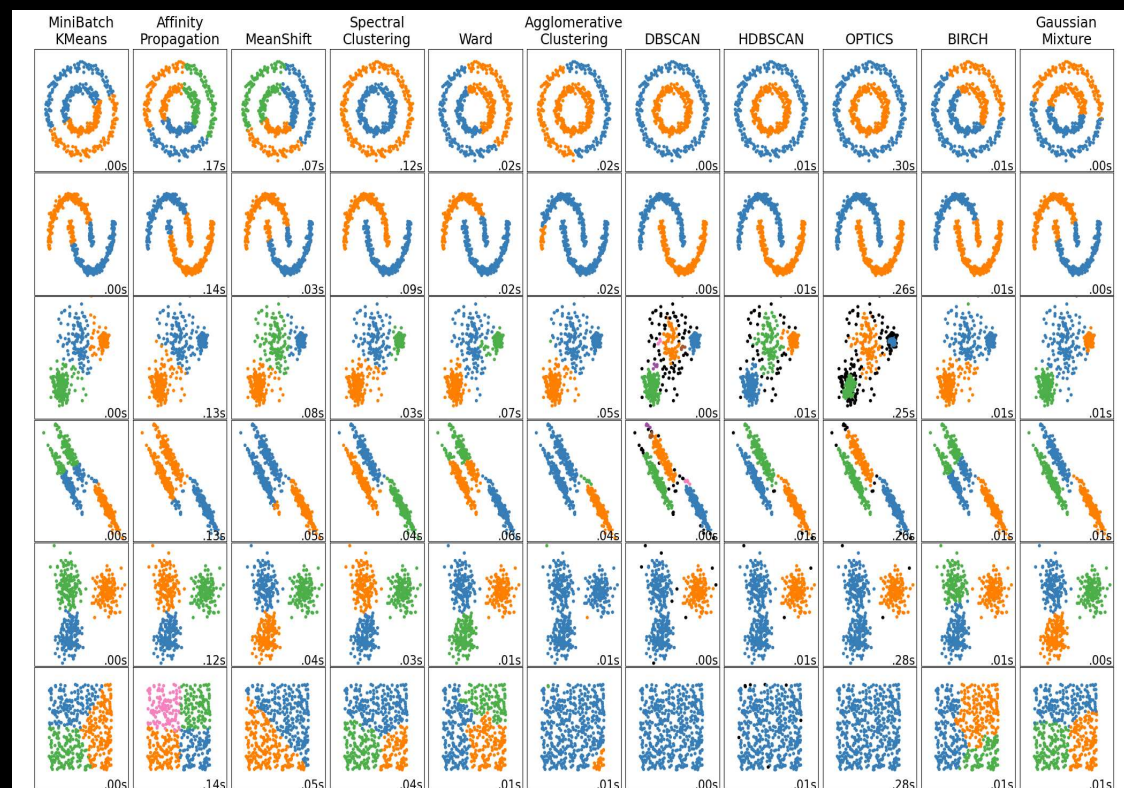 MiniBatch
KMeans
Affinity
Propagation
MeanShift
Spectral
Clustering
Ward
Agglomerative
Clustering
DBSCAN
HDBSCAN
OPTICS
BIRCH
Gaussian
Mixture
.00s .17s .07s .12s .02s .02s .00s .01s .30s .01s .00s
.00s .14s .03s .09s .02s .02s .00s .01s .26s .01s .00s
.00s .13s .08s .03s .07s .05s .00s .01s .25s .01s .01s
.00s .13s .05s .04s .06s .04s .00s .01s .26s .01s .01s
.00s .12s .04s .03s .01s .01s .00s .01s .28s .01s .00s
.00s .14s .05s .04s .01s .01s .00s .01s .28s .01s .01s